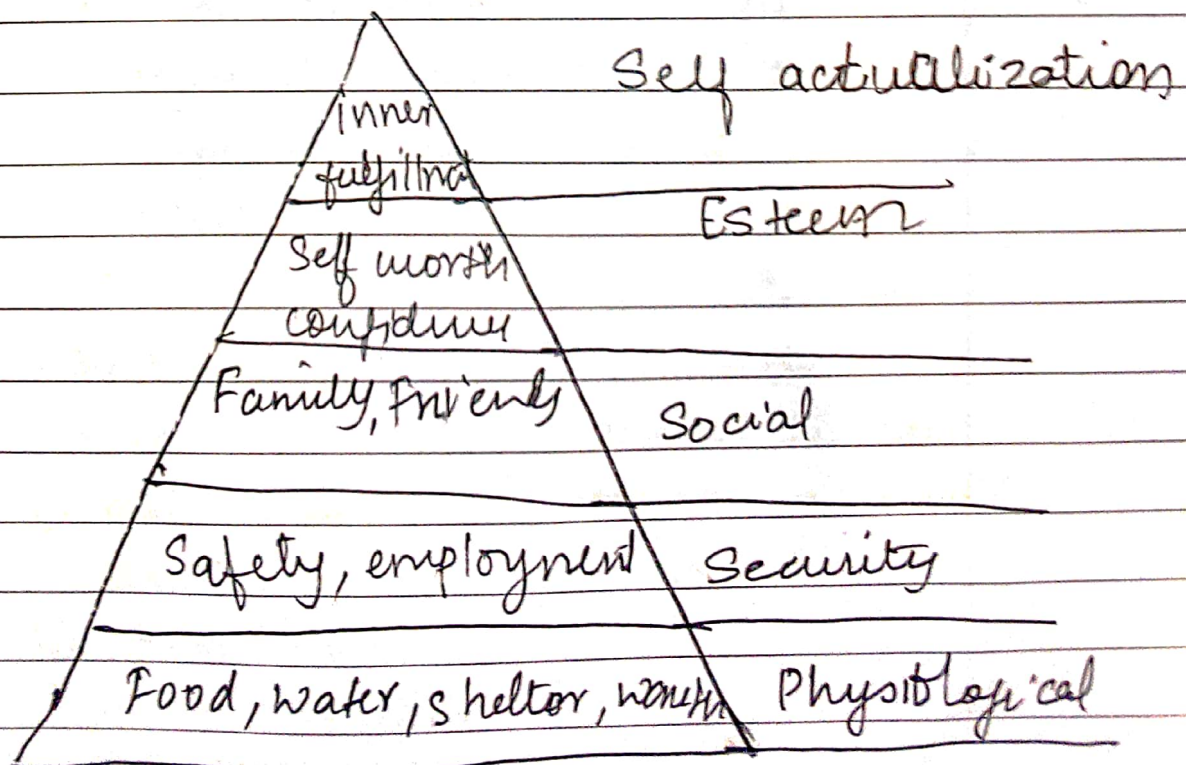 Self actualization
inner
fulfillment
Esteem
Self worth
confidence
Family, Friends
Social
Safety, employment Security
Food, water, shelter, warmth Physiological